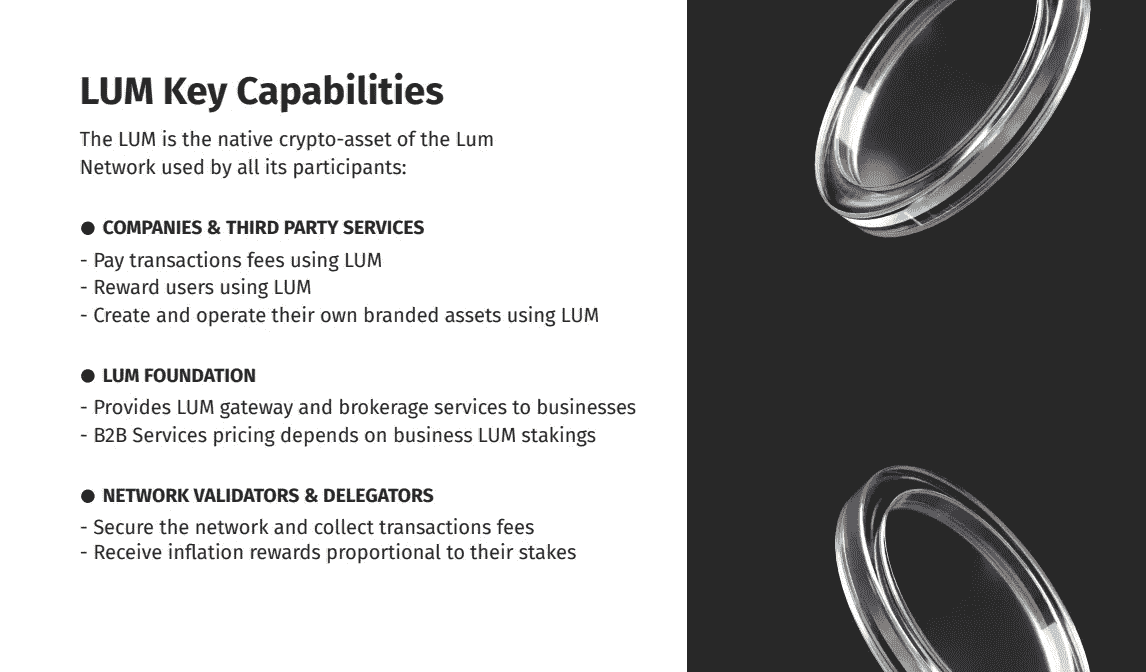 LUM Key Capabilities
The LUM is the native crypto-asset of the Lum
Network used by all its participants:
● COMPANIES & THIRD PARTY SERVICES
- Pay transactions fees using LUM
- Reward users using LUM
- Create and operate their own branded assets using LUM
● LUM FOUNDATION
- Provides LUM gateway and brokerage services to businesses
- B2B Services pricing depends on business LUM stakings
● NETWORK VALIDATORS & DELEGATORS
- Secure the network and collect transactions fees
- Receive inflation rewards proportional to their stakes